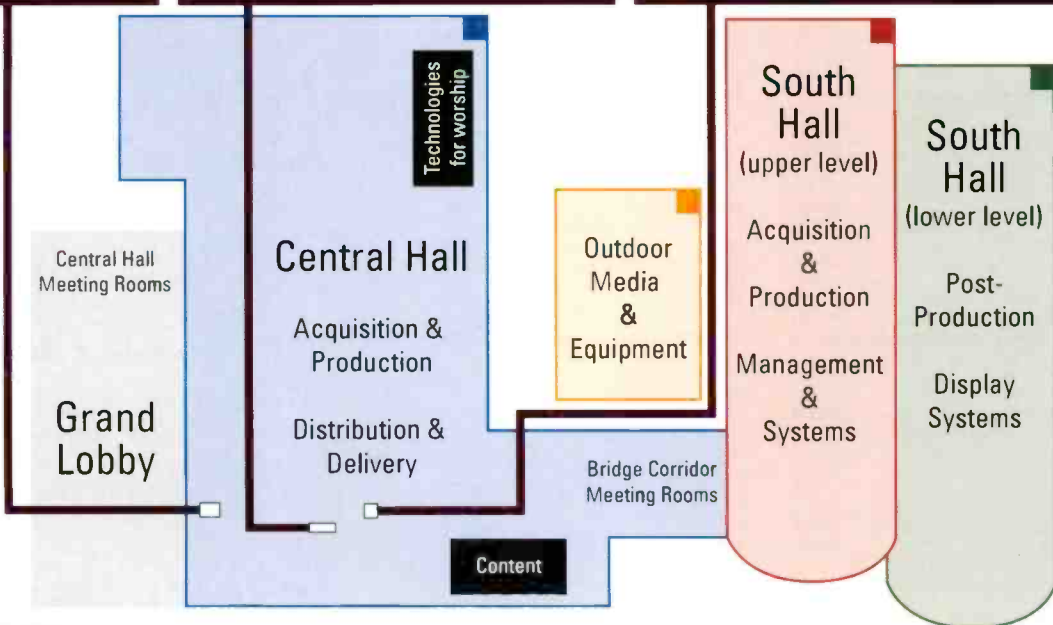 Technologies
for worship
Central Hall
Meeting Rooms
Grand
Lobby
Central Hall
Acquisition &
Production
Distribution &
Delivery
Content
Bridge Corridor
Meeting Rooms
Outdoor
Media
&
Equipment
South
Hall
(upper level)
Acquisition
&
Production
Management
&
Systems
South
Hall
(lower level)
Post-
Production
Display
Systems